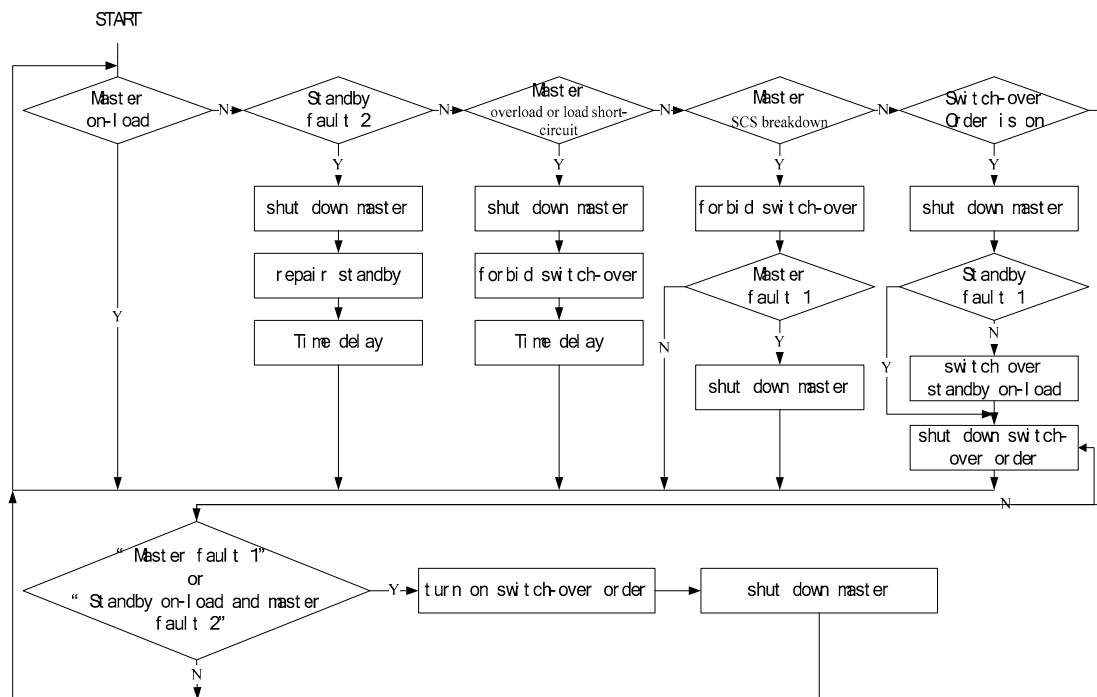 START
Master
on-load
N
Standby
fault 2
N
Master
overload or load short-
circuit
N
Master
SCS breakdown
N
Switch-over
Order is on
Y
Y
Y
Y
shut down master
shut down master
forbid switch-over
shut down master
repair standby
forbid switch-over
Master
fault 1
Standby
fault 1
Y
N
Time delay
Time delay
N
Y
Y
switch over
standby on-load
shut down master
shut down switch-
over order
N
“Master fault 1”
or
“Standby on-load and master
fault 2”
Y
turn on switch-over order
shut down master
N